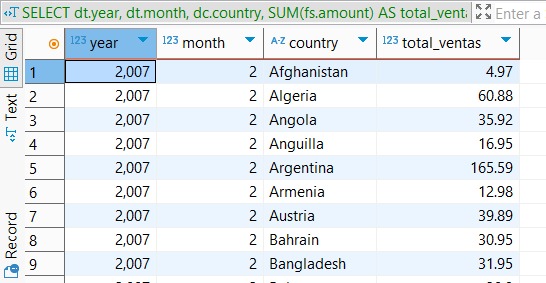 SELECT dt.year, dt.month, dc.country, SUM(fs.amount) AS total_vent Enter a
Grid
Text
Record
123 year 123 month A-Z country 123 total_ventas
1 2,007 2 Afghanistan 4.97
2 2,007 2 Algeria 60.88
3 2,007 2 Angola 35.92
4 2,007 2 Anguilla 16.95
5 2,007 2 Argentina 165.59
6 2,007 2 Armenia 12.98
7 2,007 2 Austria 39.89
8 2,007 2 Bahrain 30.95
9 2,007 2 Bangladesh 31.95